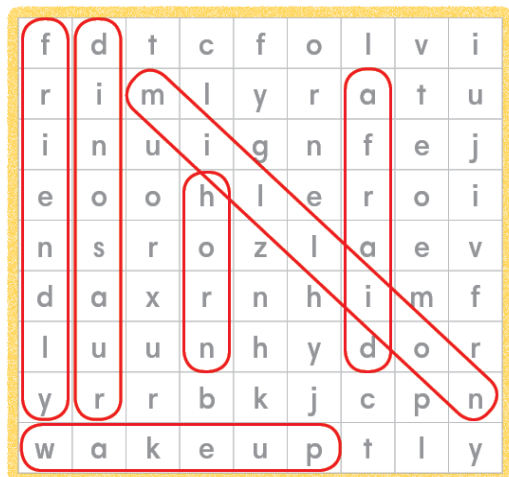 f d t c f o l v i
r i m l y r a t u
i n u i g n f e j
e o o h l e r o i
n s r o z l a e v
d a x r n h i m f
l u u n h y d o r
y r r b k j c p n
w a k e u p t l y